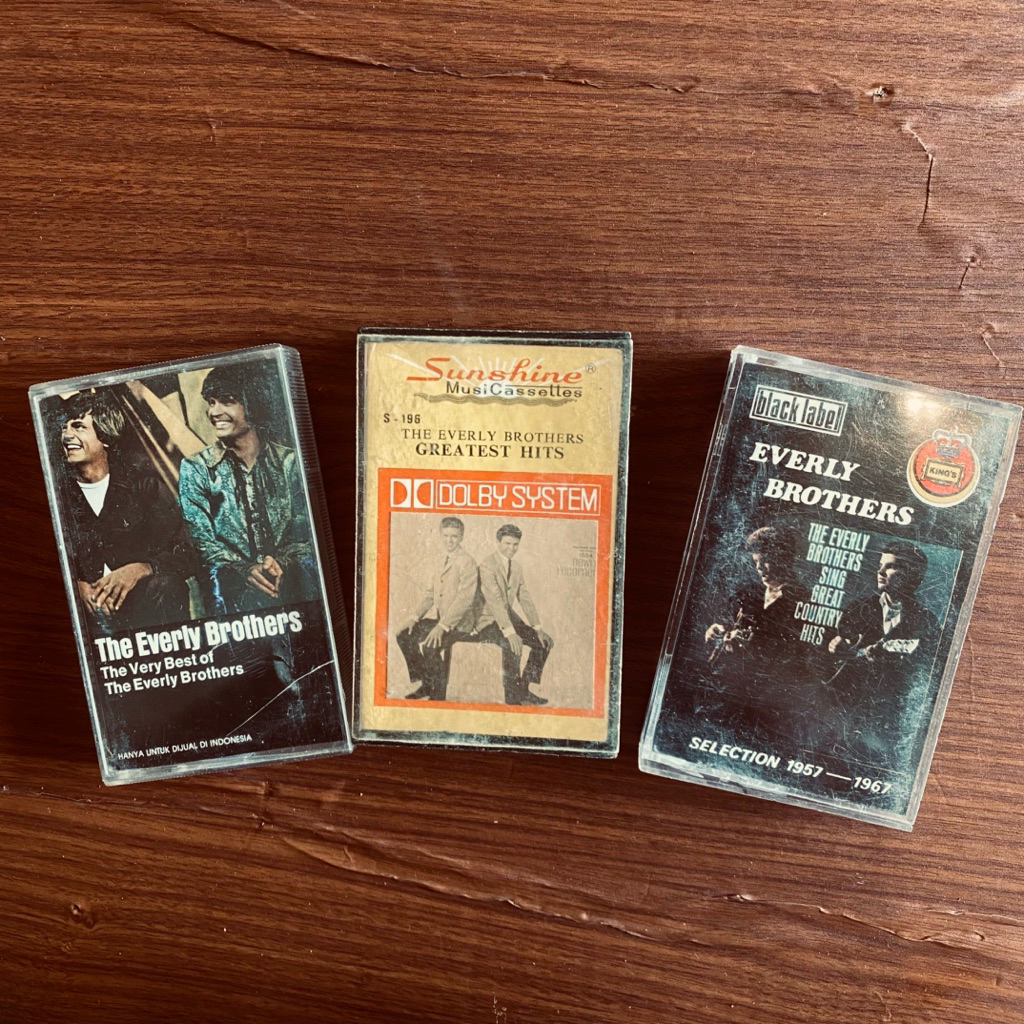 The Everly Brothers
The Very Best of
The Everly Brothers
HANYA UNTUK DIJUAL DI INDONESIA
Sunshine®
MusiCassettes
S-196
THE EVERLY BROTHERS
GREATEST HITS
DOLBY SYSTEM
black label
KING'S
EVERLY
BROTHERS
THE EVERLY
BROTHERS
SING
GREAT
COUNTRY
HITS
SELECTION 1957 — 1967